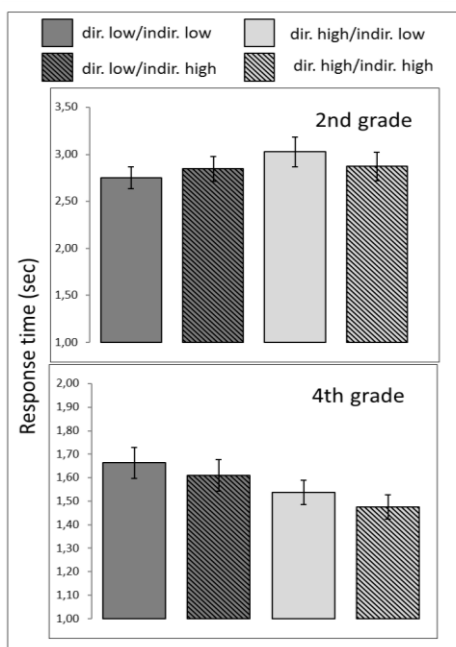 dir. low/indir. low
dir. high/indir. low
dir. low/indir. high
dir. high/indir. high
Response time (sec)
2nd grade
3,50
3,00
2,50
2,00
1,50
1,00
4th grade
2,00
1,90
1,80
1,70
1,60
1,50
1,40
1,30
1,20
1,10
1,00